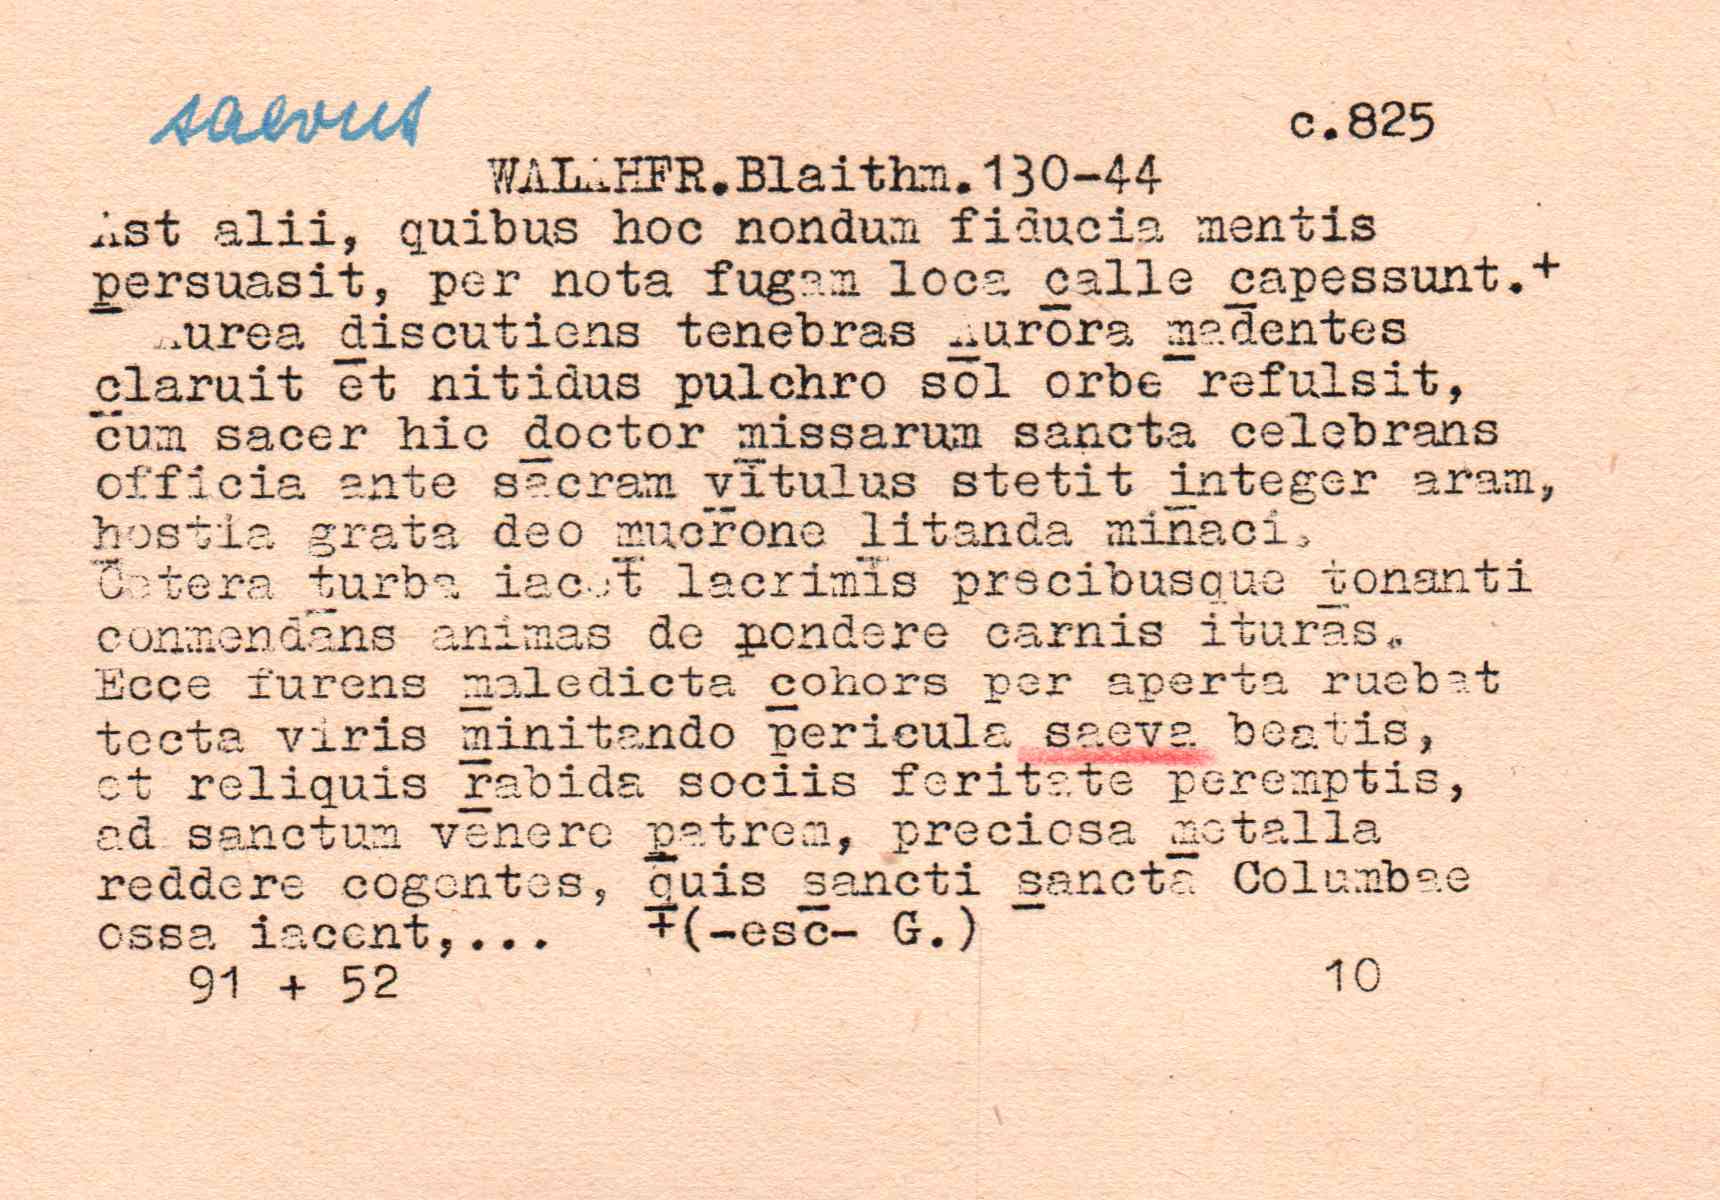 saevus
c.825
WALAHFR.Blaithm.130-44
Ast alii, quibus hoc nondum fiducia mentis
persuasit, per nota fugam loca calle capessunt.+
Aurea discutiens tenebras Aurora madentes
claruit et nitidus pulchro sol orbe refulsit,
cum sacer hic doctor missarum sancta celebrans
officia ante sacram vitulus stetit integer aram,
hostia grata deo mucrone litanda minaci.
Cetera turba iacet lacrimis precibusque tonanti
conmendans animas de pondere carnis ituras.
Ecce furens maledicta cohors per aperta ruebat
tecta viris minitando pericula saeva beatis,
et reliquis rabida sociis feritate peremptis,
ad sanctum venere patrem, preciosa metalla
reddere cogentes, quis sancti sancta Columbae
ossa iacent,... +(-esc- G.)
91 + 52 10